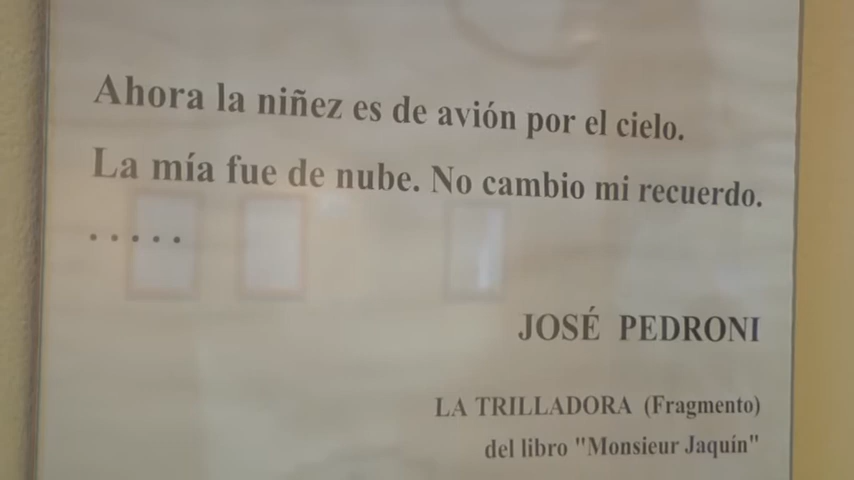 Ahora la niñez es de avión por el cielo.
La mía fue de nube. No cambio mi recuerdo.
. . . . .
JOSÉ PEDRONI
LA TRILLADORA (Fragmento)
del libro "Monsieur Jaquín"